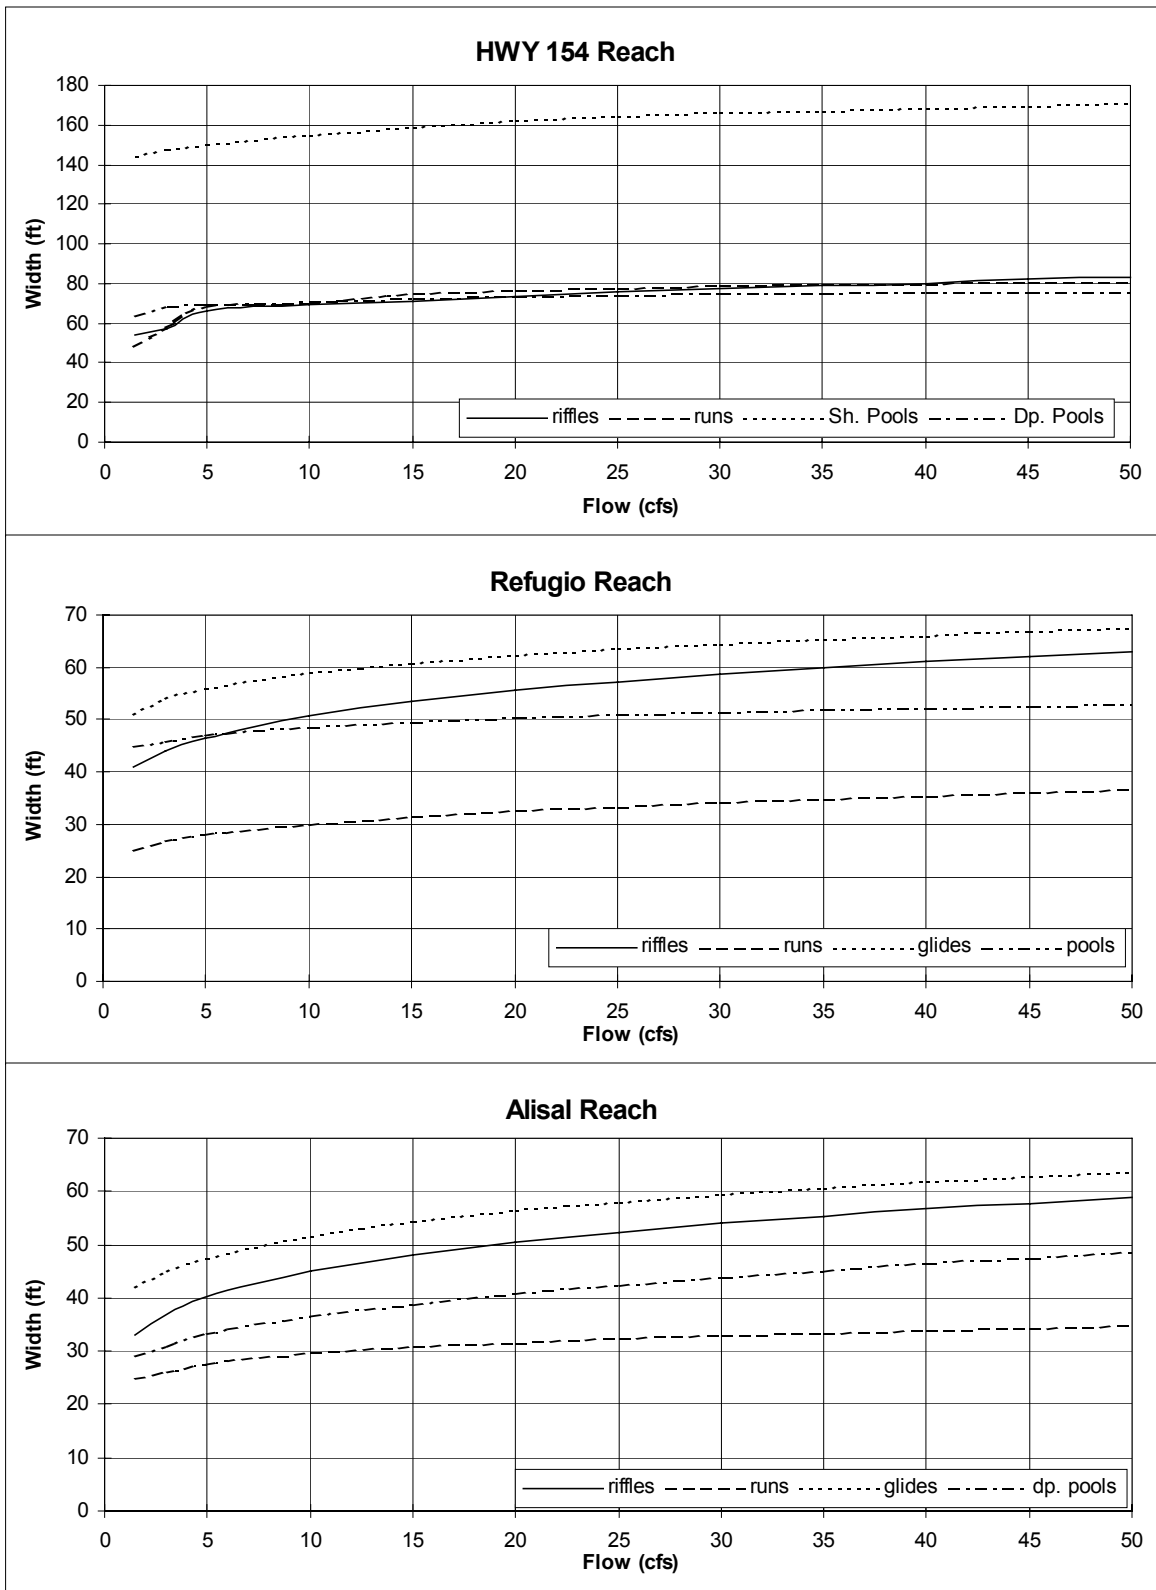 HWY 154 Reach
180
160
140
120
100
80
60
40
20
0
Width (ft)
riffles runs Sh. Pools Dp. Pools
0 5 10 15 20 25 30 35 40 45 50
Flow (cfs)
Refugio Reach
70
60
50
40
30
20
10
0
Width (ft)
riffles runs glides pools
0 5 10 15 20 25 30 35 40 45 50
Flow (cfs)
Alisal Reach
70
60
50
40
30
20
10
0
Width (ft)
riffles runs glides dp. pools
0 5 10 15 20 25 30 35 40 45 50
Flow (cfs)